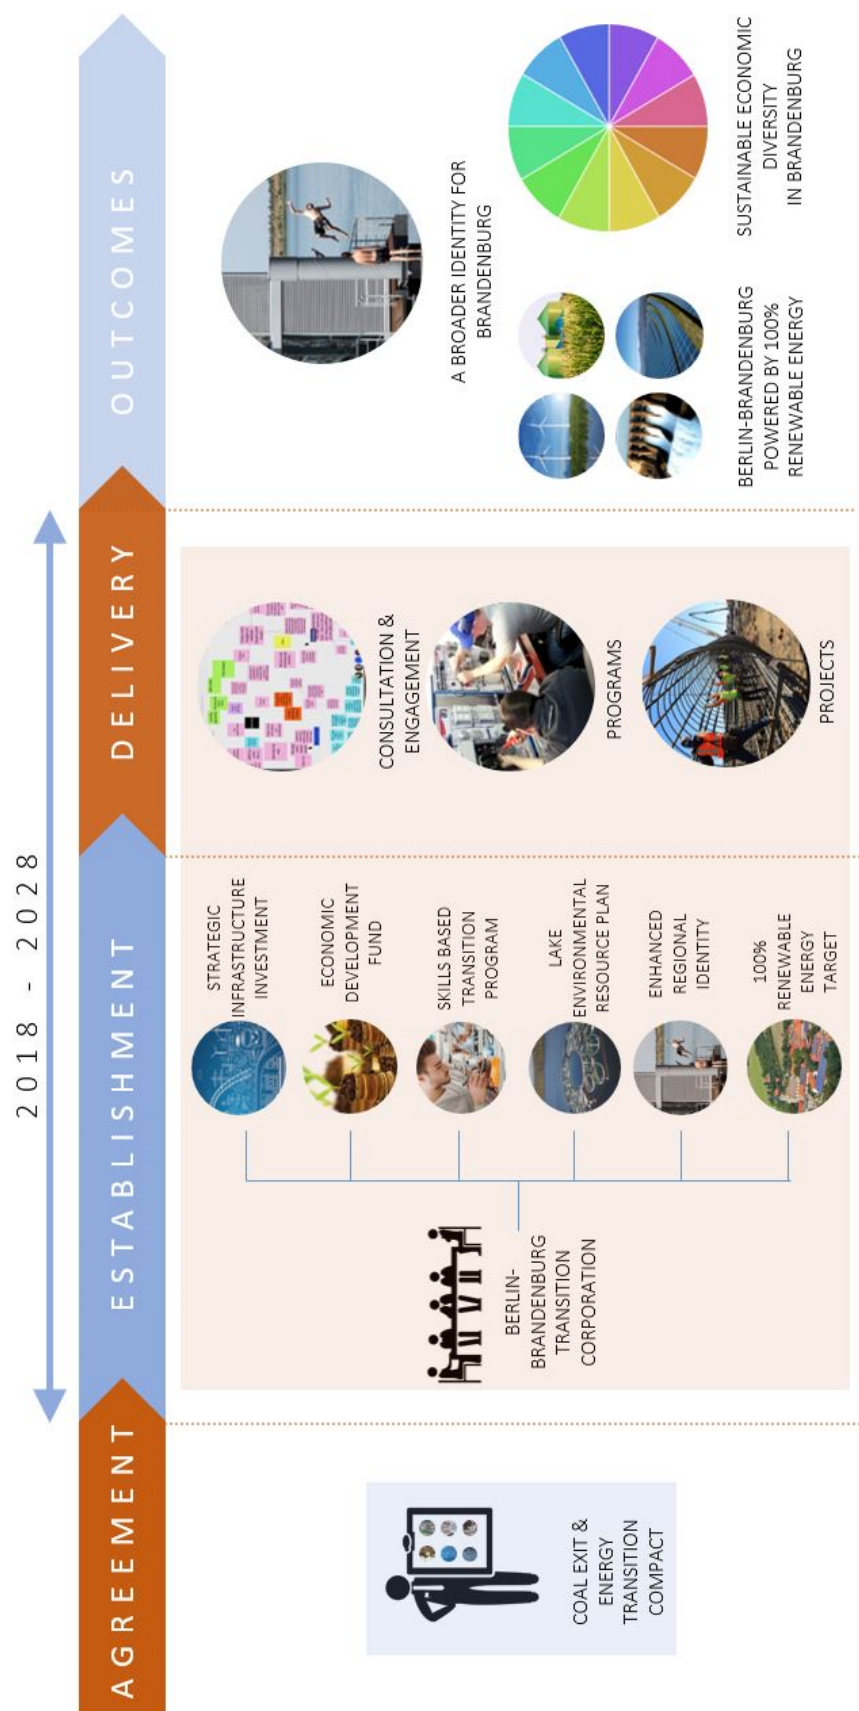 2018 - 2028
AGREEMENT
ESTABLISHMENT
DELIVERY
OUTCOMES
COAL EXIT &
ENERGY
TRANSITION
COMPACT
BERLIN-
BRANDENBURG
TRANSITION
CORPORATION
STRATEGIC
INFRASTRUCTURE
INVESTMENT
ECONOMIC
DEVELOPMENT
FUND
SKILLS BASED
TRANSITION
PROGRAM
LAKE
ENVIRONMENTAL
RESOURCE PLAN
ENHANCED
REGIONAL
IDENTITY
100%
RENEWABLE
ENERGY
TARGET
CONSULTATION &
ENGAGEMENT
PROGRAMS
PROJECTS
A BROADER IDENTITY FOR
BRANDENBURG
BERLIN-BRANDENBURG
POWERED BY 100%
RENEWABLE ENERGY
SUSTAINABLE ECONOMIC
DIVERSITY
IN BRANDENBURG